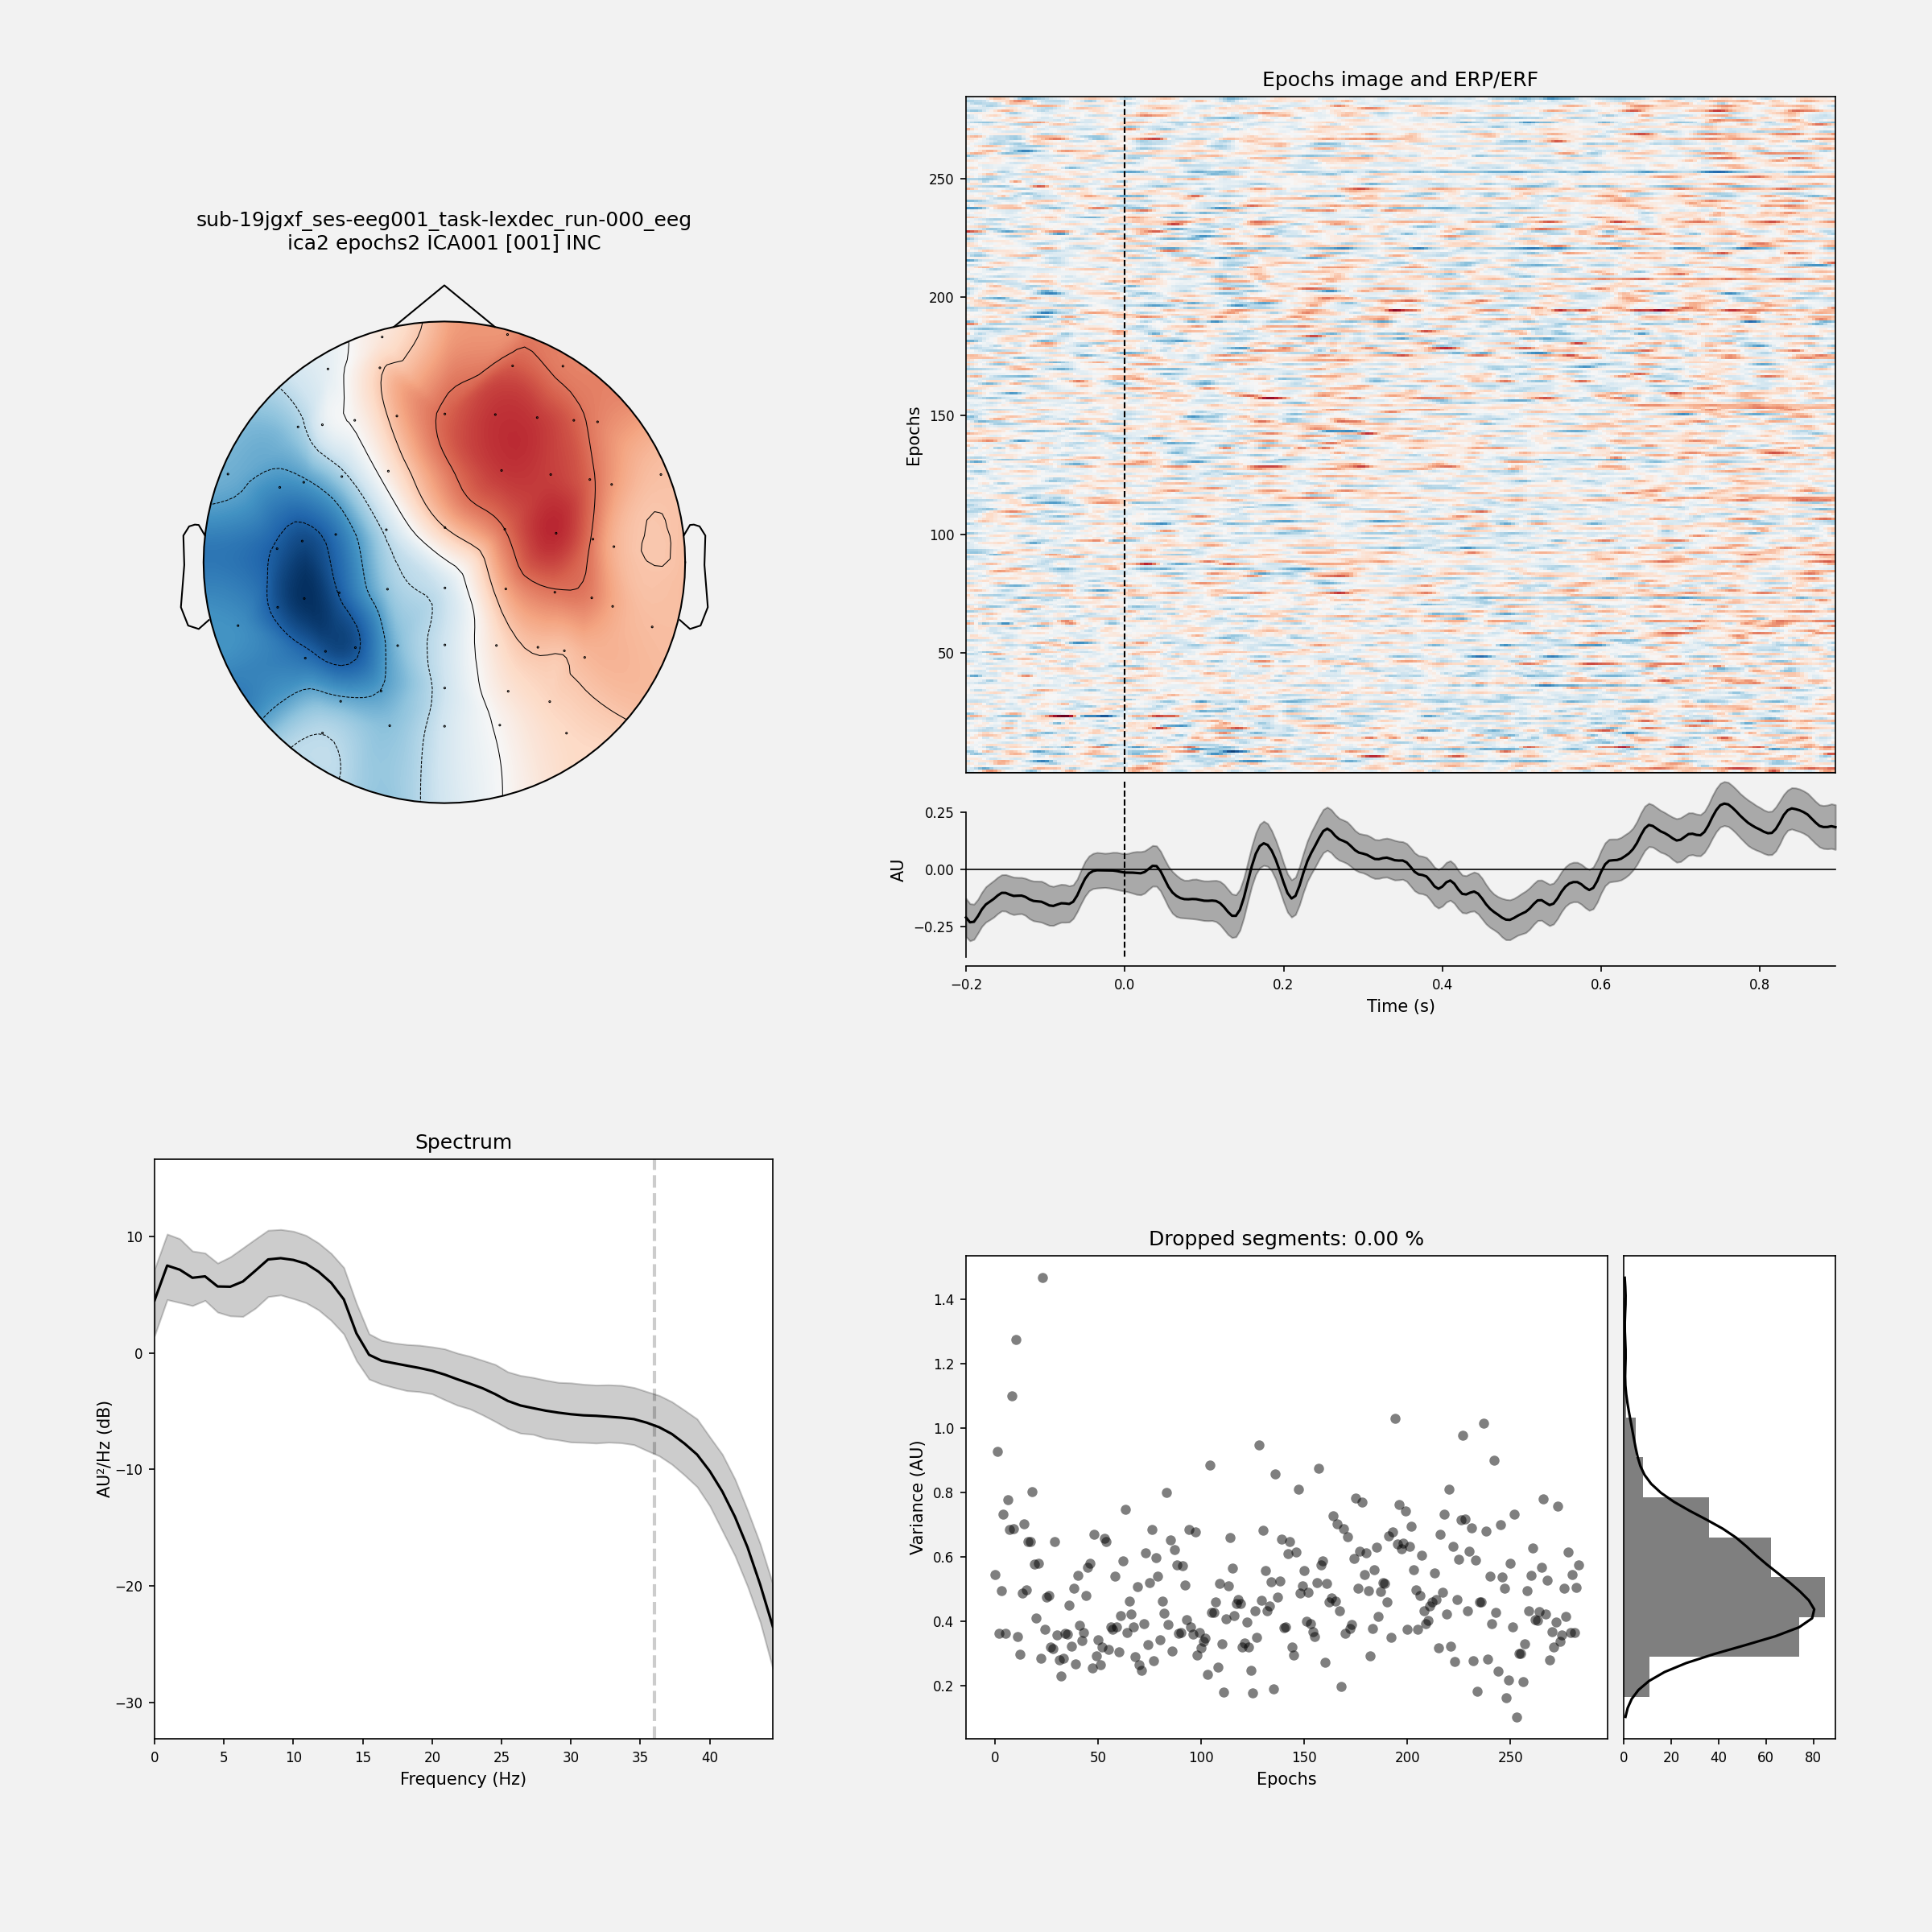 sub-19jgxf_ses-eeg001_task-lexdec_run-000_eeg
ica2 epochs2 ICA001 [001] INC
Epochs image and ERP/ERF
Epochs
250
200
150
100
50
AU
0.25
0.00
−0.25
−0.2 0.0 0.2 0.4 0.6 0.8
Time (s)
Spectrum
AU²/Hz (dB)
10
0
−10
−20
−30
0 5 10 15 20 25 30 35 40
Frequency (Hz)
Dropped segments: 0.00 %
Variance (AU)
1.4
1.2
1.0
0.8
0.6
0.4
0.2
0 50 100 150 200 250
Epochs
0 20 40 60 80